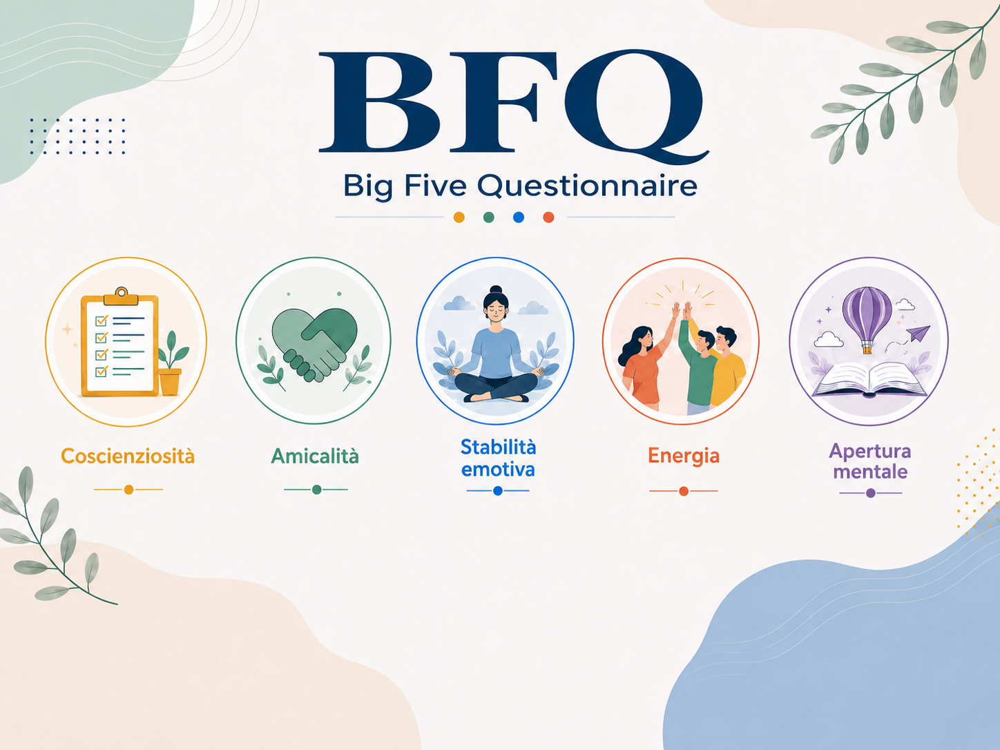 BFQ
Big Five Questionnaire
Coscienziosità
Amicalità
Stabilità
emotiva
Energia
Apertura
mentale